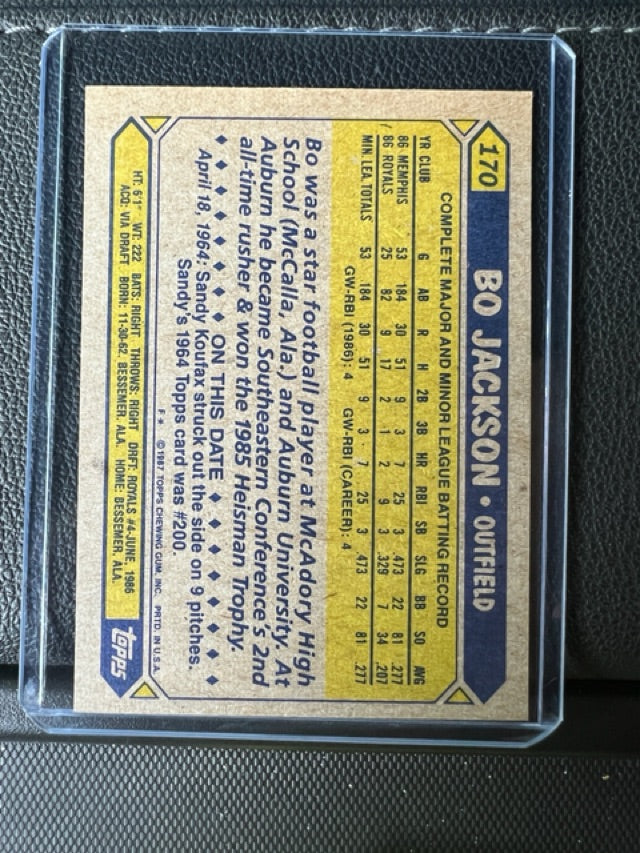 170
BO JACKSON • OUTFIELD
COMPLETE MAJOR AND MINOR LEAGUE BATTING RECORD
YR CLUB G AB R H 2B 3B HR RBI SB SLG BB SO AVG
86 MEMPHIS 53 184 30 51 9 3 7 25 3 .473 22 81 .277
86 ROYALS 25 82 9 17 2 1 2 9 3 .329 7 34 .207
MIN LEA. TOTALS 53 184 30 51 9 3 7 25 3 .473 22 81 .277
GW-RBI (1986): 4 GW-RBI (CAREER): 4
Bo was a star football player at McAdory High
School (McCalla, Ala.) and Auburn University. At
Auburn he became Southeastern Conference's 2nd
all-time rusher & won the 1985 Heisman Trophy.
♦ ♦ ♦ ♦ ♦ ♦ ON THIS DATE ♦ ♦ ♦ ♦ ♦ ♦
April 18, 1964: Sandy Koufax struck out the side on 9 pitches.
Sandy's 1964 Topps card was #200.
F* ©1987 TOPPS CHEWING GUM, INC. PRTD. IN U.S.A.
HT: 6'1" WT: 222 BATS: RIGHT THROWS: RIGHT DRFT: ROYALS #4-JUNE, 1986
ACQ: VIA DRAFT BORN: 11-30-62, BESSEMER, ALA. HOME: BESSEMER, ALA.
topps